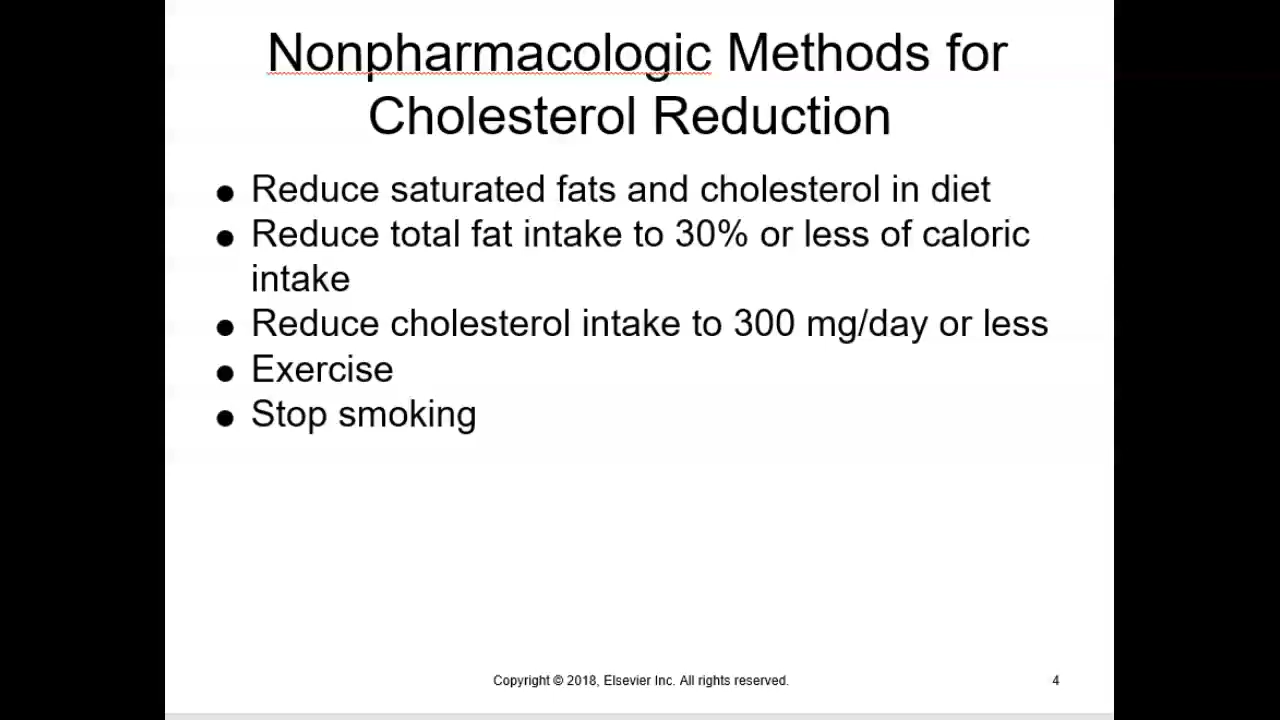 Nonpharmacologic Methods for
Cholesterol Reduction
● Reduce saturated fats and cholesterol in diet
● Reduce total fat intake to 30% or less of caloric
intake
● Reduce cholesterol intake to 300 mg/day or less
● Exercise
● Stop smoking
Copyright © 2018, Elsevier Inc. All rights reserved.
4